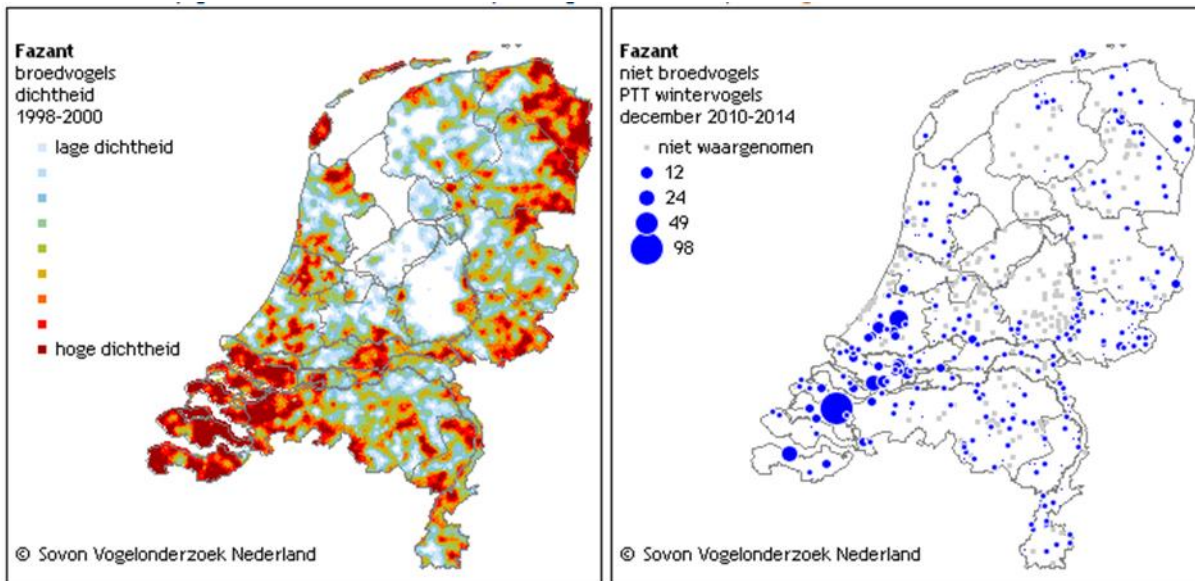 Fazant
broedvogels
dichtheid
1998-2000
lage dichtheid
hoge dichtheid
© Sovon Vogelonderzoek Nederland
Fazant
niet broedvogels
PTT wintervogels
december 2010-2014
niet waargenomen
12
24
49
98
© Sovon Vogelonderzoek Nederland